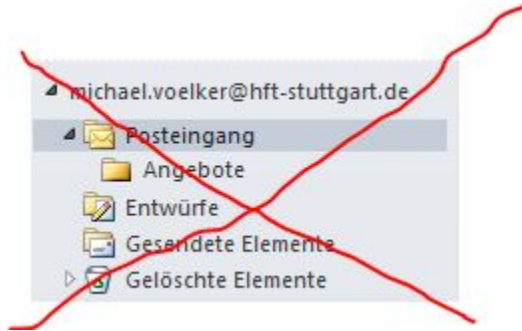 michael.voelker@hft-stuttgart.de
Posteingang
Angebote
Entwürfe
Gesendete Elemente
Gelöschte Elemente